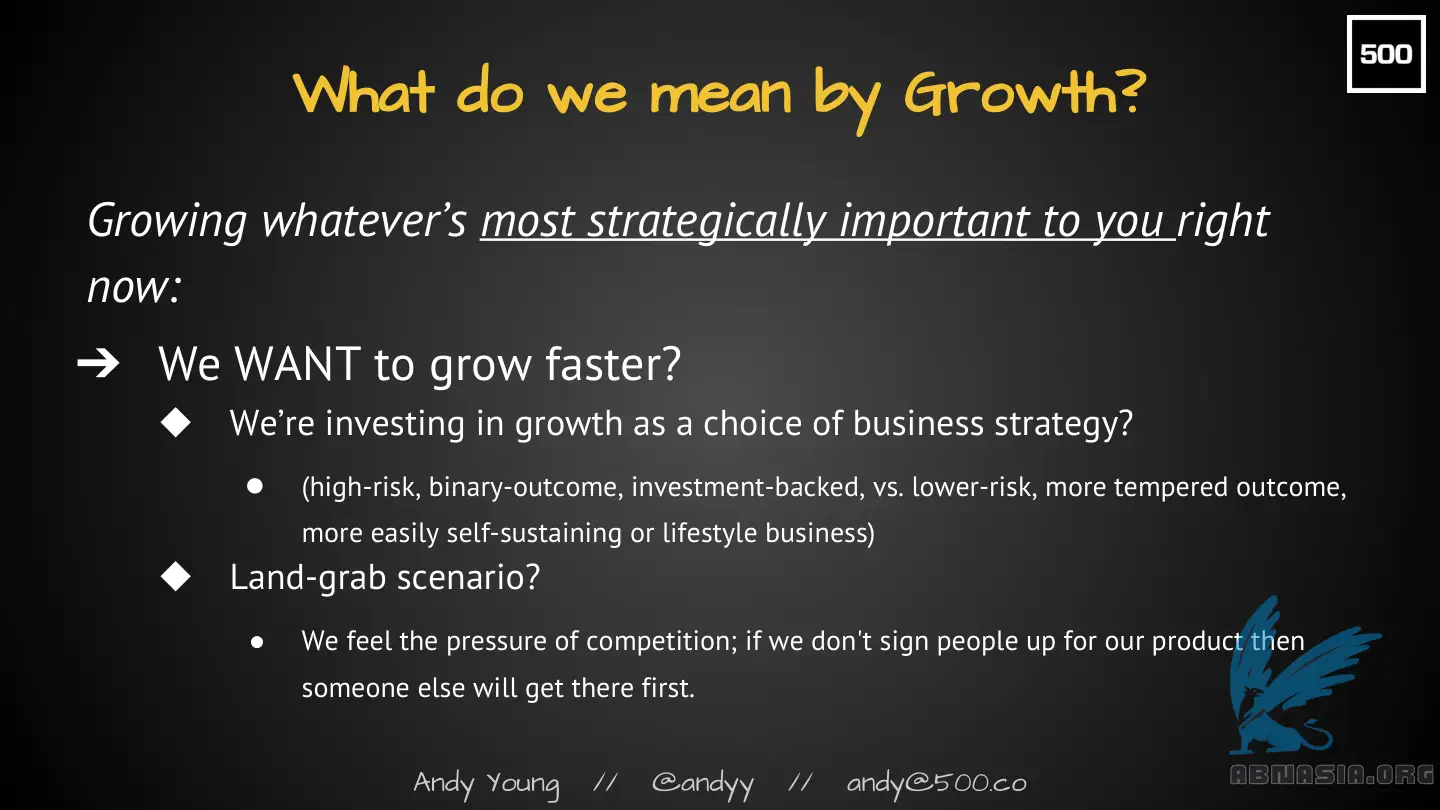 500
What do we mean by Growth?
Growing whatever’s most strategically important to you right
now:
➔ We WANT to grow faster?
◆ We’re investing in growth as a choice of business strategy?
● (high-risk, binary-outcome, investment-backed, vs. lower-risk, more tempered outcome,
more easily self-sustaining or lifestyle business)
◆ Land-grab scenario?
● We feel the pressure of competition; if we don't sign people up for our product then
someone else will get there first.
Andy Young // @andyy // andy@500.co
ABNASIA.ORG